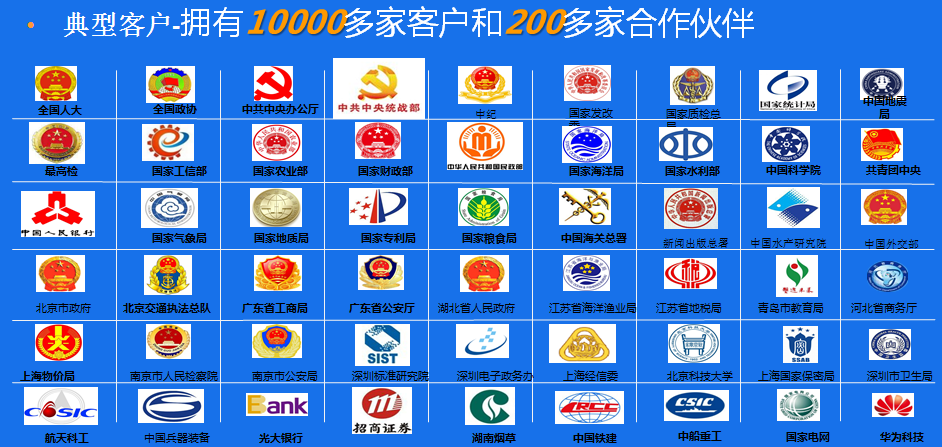 • 典型客户-拥有10000多家客户和200多家合作伙伴
全国人大
全国政协
中共中央办公厅
中共中央统战部
中纪
国家发改委
国家质检总局
国家统计局
中国地震局
最高检
国家工信部
国家农业部
国家财政部
中华人民共和国民政部
国家海洋局
国家水利部
中国科学院
共青团中央
中国人民银行
国家气象局
国家地质局
国家专利局
国家粮食局
中国海关总署
新闻出版总署
中国水产研究院
中国外交部
北京市政府
北京交通执法总队
广东省工商局
广东省公安厅
湖北省人民政府
江苏省海洋渔业局
江苏省地税局
青岛市教育局
河北省商务厅
上海物价局
南京市人民检察院
南京市公安局
SIST
深圳标准研究院
深圳电子政务办
上海经信委
北京科技大学
SSAB
上海国家保密局
深圳市卫生局
CASIC
航天科工
中国兵器装备
Bank
光大银行
招商证券
湖南烟草
CRCC
中国铁建
CSIC
中船重工
国家电网
华为科技